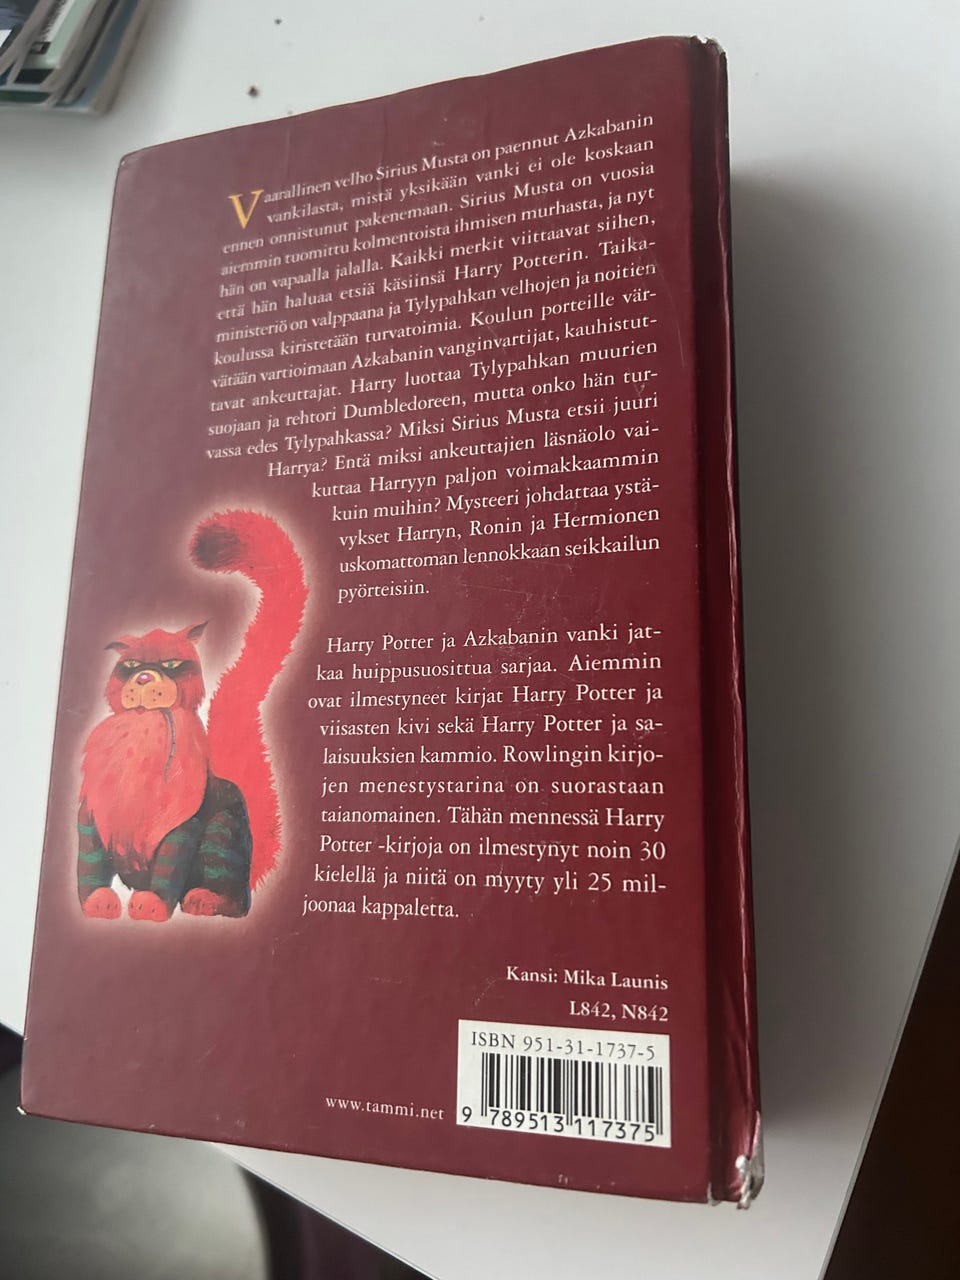 Vaarallinen velho Sirius Musta on paennut Azkabanin
vankilasta, mistä yksikään vanki ei ole koskaan
ennen onnistunut pakenemaan. Sirius Musta on vuosia
aiemmin tuomittu kolmentoista ihmisen murhasta, ja nyt
hän on vapaalla jalalla. Kaikki merkit viittaavat siihen,
että hän haluaa etsiä käsiinsä Harry Potterin. Taika-
ministeriö on valppaana ja Tylypahkan velhojen ja noitien
koulussa kiristetään turvatoimia. Koulun porteille vär-
vätään vartioimaan Azkabanin vanginvartijat, kauhistut-
tavat ankeuttajat. Harry luottaa Tylypahkan muurien
suojaan ja rehtori Dumbledoreen, mutta onko hän tur-
vassa edes Tylypahkassa? Miksi Sirius Musta etsii juuri
Harrya? Entä miksi ankeuttajien läsnäolo vai-
kuttaa Harryyn paljon voimakkaammin
kuin muihin? Mysteeri johdattaa ystä-
vykset Harryn, Ronin ja Hermionen
uskomattoman lennokkaan seikkailun
pyörteisiin.
Harry Potter ja Azkabanin vanki jat-
kaa huippusuosittua sarjaa. Aiemmin
ovat ilmestyneet kirjat Harry Potter ja
viisasten kivi sekä Harry Potter ja sa-
laisuuksien kammio. Rowlingin kirjo-
jen menestystarina on suorastaan
taianomainen. Tähän mennessä Harry
Potter -kirjoja on ilmestynyt noin 30
kielellä ja niitä on myyty yli 25 mil-
joonaa kappaletta.
Kansi: Mika Launis
L842, N842
ISBN 951-31-1737-5
www.tammi.net
9 789513 117375